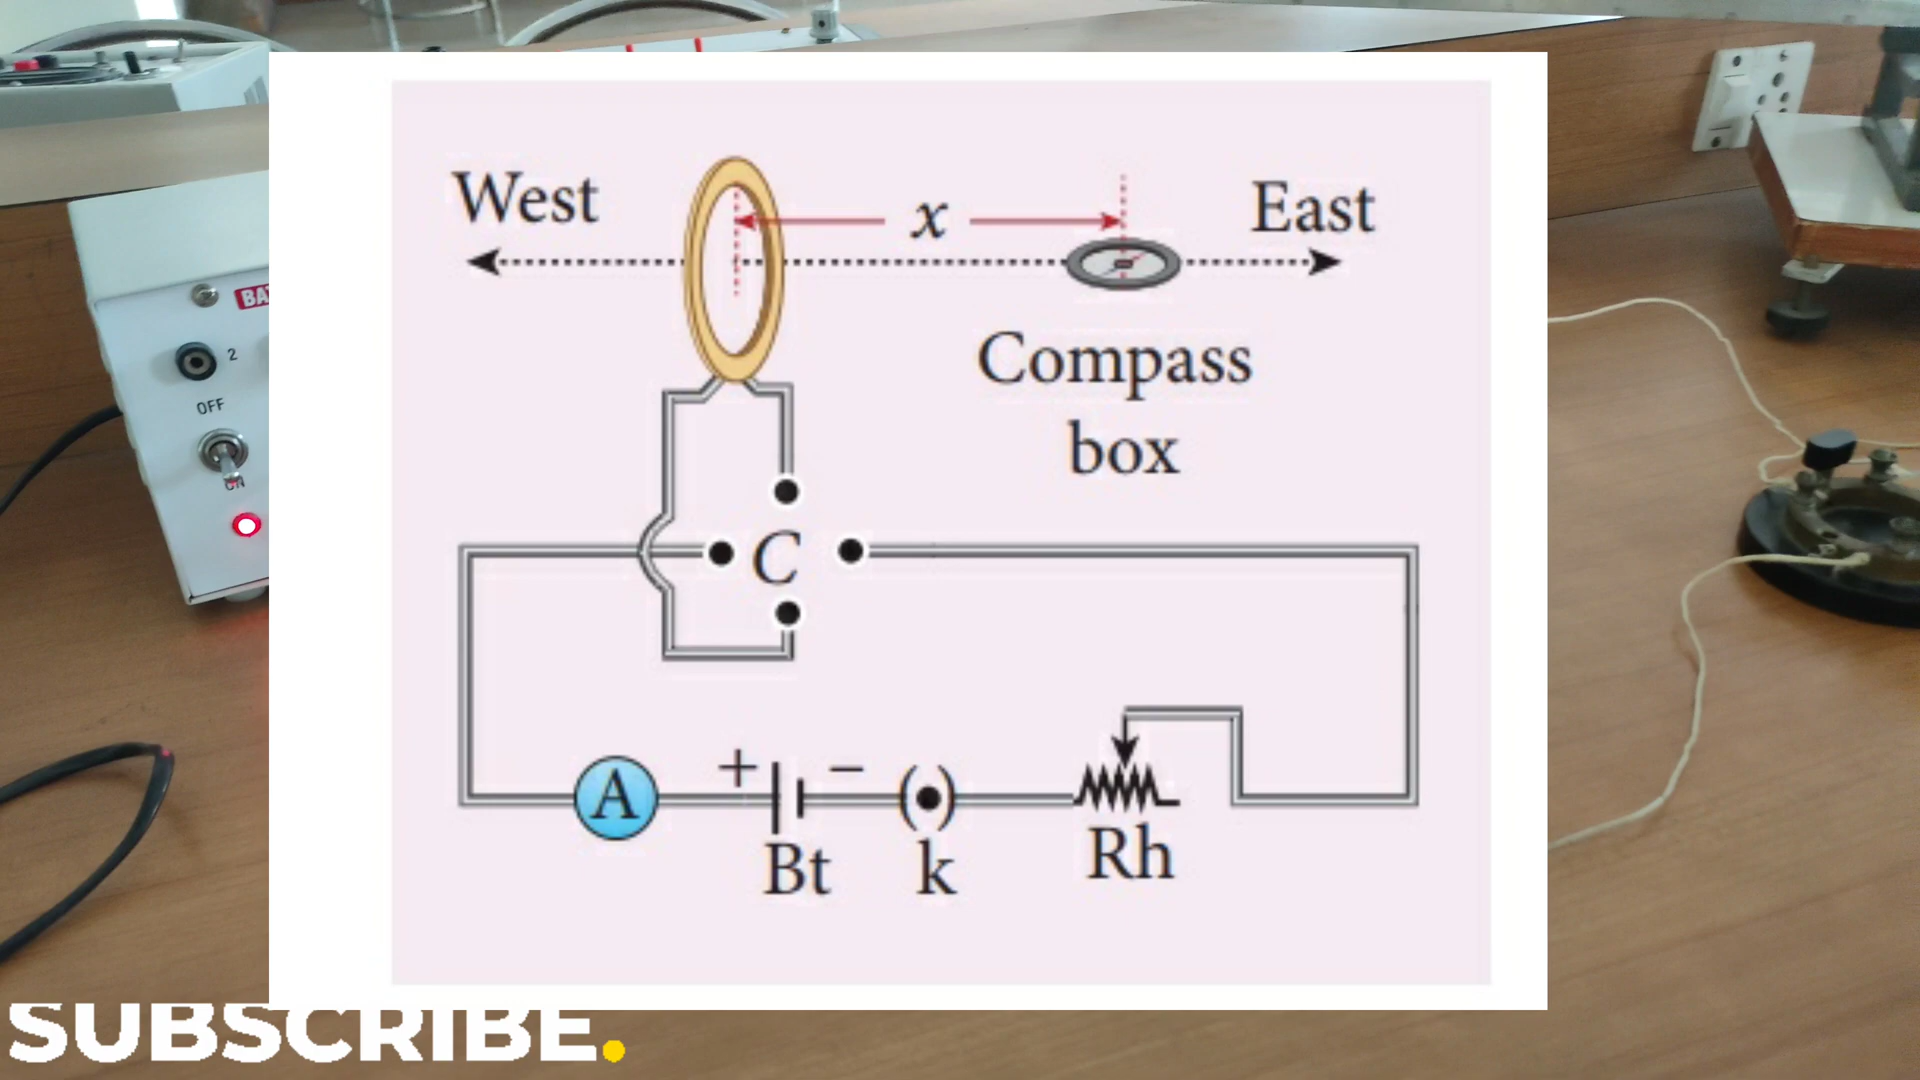 West
x
East
Compass
box
C
+
−
A
(•)
Bt
k
Rh
2
OFF
ON
SUBSCRIBE.